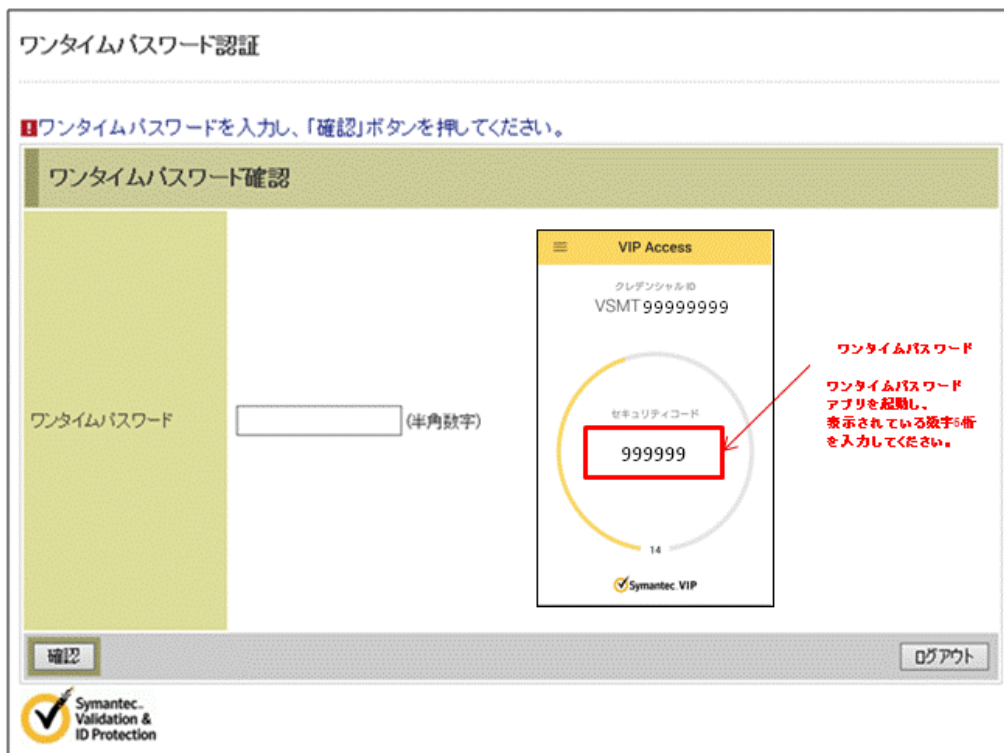 ワンタイムパスワード認証
!ワンタイムパスワードを入力し、「確認」ボタンを押してください。
ワンタイムパスワード確認
ワンタイムパスワード
(半角数字)
VIP Access
クレデンシャル ID
VSMT 99999999
セキュリティコード
999999
14
Symantec. VIP
ワンタイムパスワード
ワンタイムパスワード
アプリを起動し、
表示されている数字6桁
を入力してください。
確認
ログアウト
Symantec™
Validation &
ID Protection